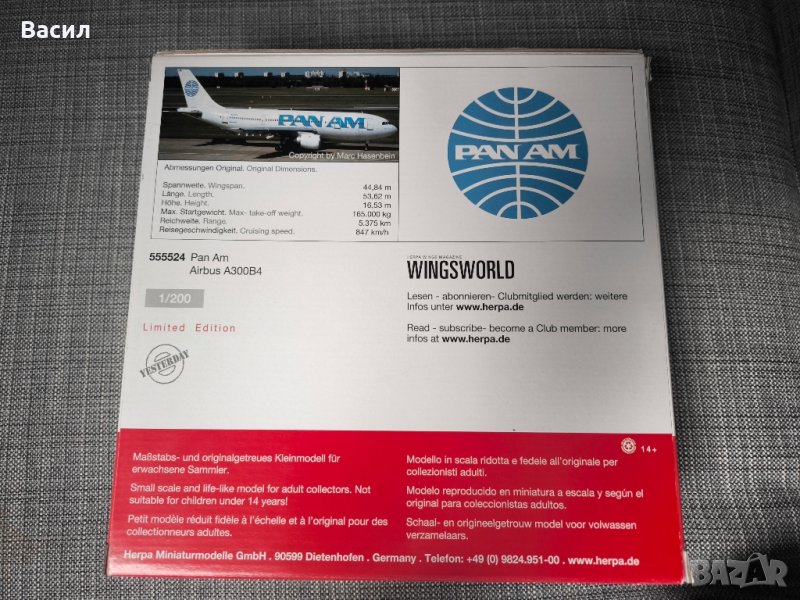 Васил
PAN AM
Copyright by Marc Hasenbein
PAN AM
Abmessungen Original. Original Dimensions.
Spannweite. Wingspan. 44,84 m
Länge. Length. 53,62 m
Höhe. Height. 16,53 m
Max. Startgewicht. Max- take-off weight. 165.000 kg
Reichweite. Range. 5.375 km
Reisegeschwindigkeit. Cruising speed. 847 km/h
555524 Pan Am
Airbus A300B4
1/200
Limited Edition
YESTERDAY
HERPA WINGS MAGAZINE
WINGSWORLD
Lesen - abonnieren- Clubmitglied werden: weitere
Infos unter www.herpa.de
Read - subscribe- become a Club member: more
infos at www.herpa.de
14+
Maßstabs- und originalgetreues Kleinmodell für
erwachsene Sammler.
Small scale and life-like model for adult collectors. Not
suitable for children under 14 years!
Petit modèle réduit fidèle à l'échelle et à l'original pour des
collectionneurs adultes.
Modello in scala ridotta e fedele all'originale per
collezionisti adulti.
Modelo reproducido en miniatura a escala y según el
original para coleccionistas adultos.
Schaal- en origineelgetrouw model voor volwassen
verzamelaars.
Herpa Miniaturmodelle GmbH . 90599 Dietenhofen . Germany . Telefon: +49 (0) 9824.951-00 . www.herpa.de
BAZAR